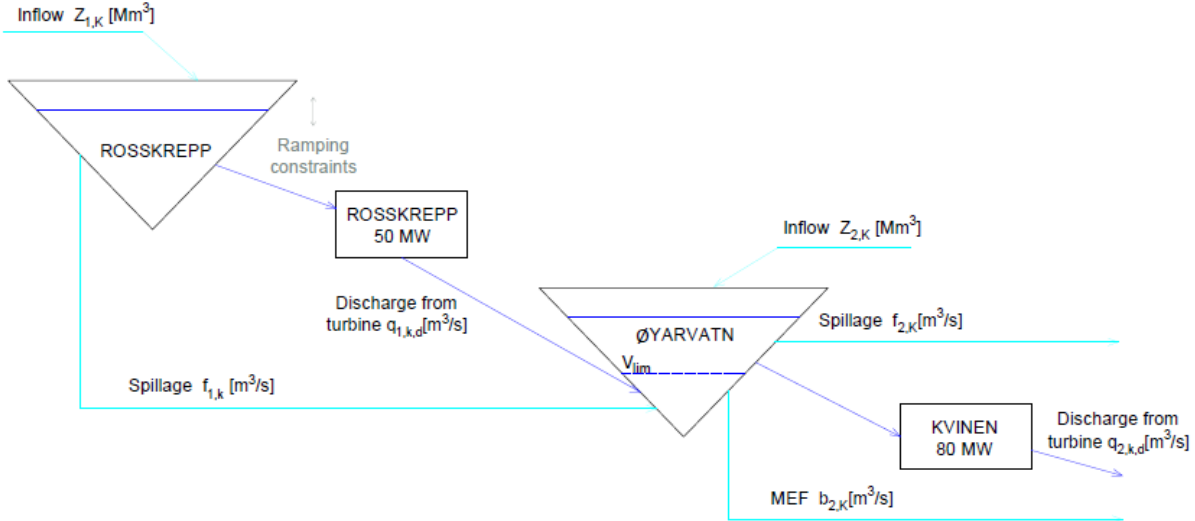 Inflow Z1,K [Mm³]
ROSSKREPP
Ramping
constraints
ROSSKREPP
50 MW
Inflow Z2,K [Mm³]
Discharge from
turbine q1,k,d[m³/s]
ØYARVATN
Spillage f2,K[m³/s]
Vlim
Spillage f1,k [m³/s]
KVINEN
80 MW
Discharge from
turbine q2,k,d[m³/s]
MEF b2,K[m³/s]